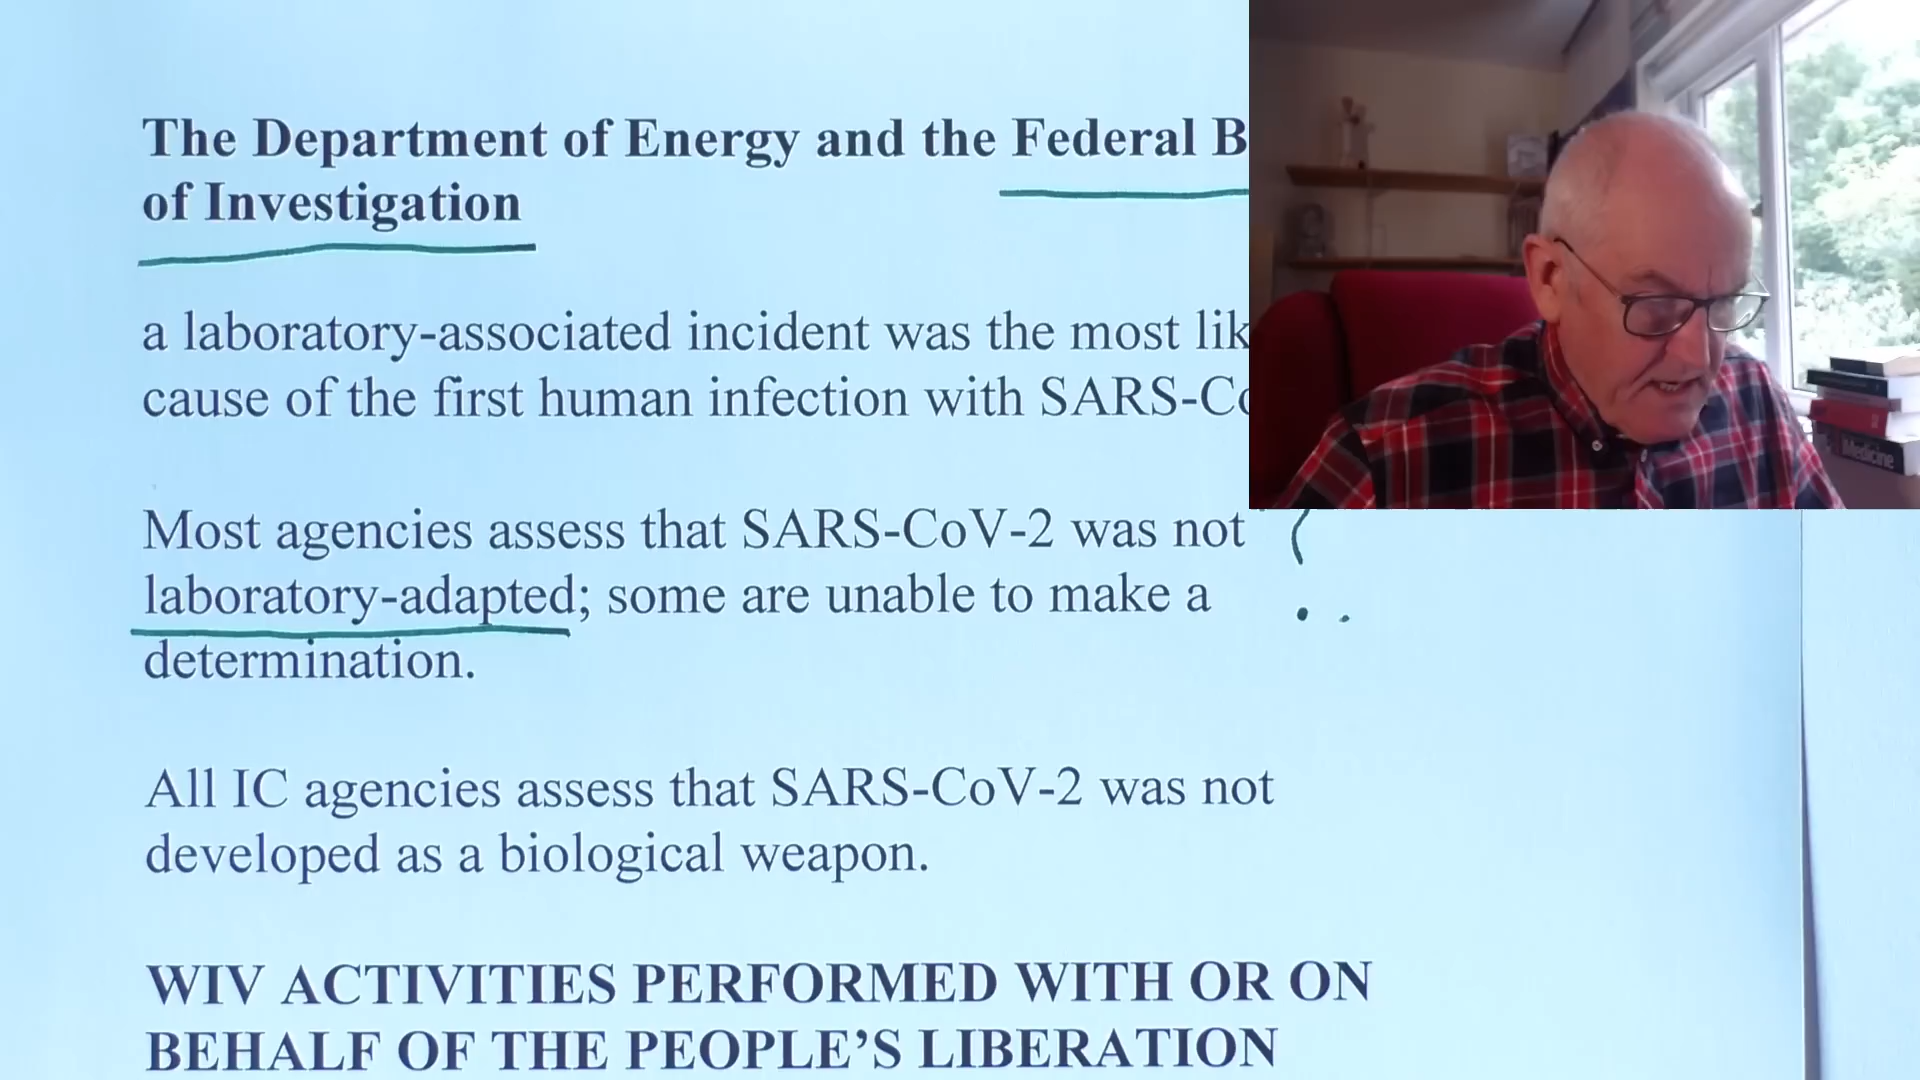 The Department of Energy and the Federal B
of Investigation
a laboratory-associated incident was the most lik
cause of the first human infection with SARS-Co
Most agencies assess that SARS-CoV-2 was not ?
laboratory-adapted; some are unable to make a
determination.
All IC agencies assess that SARS-CoV-2 was not
developed as a biological weapon.
WIV ACTIVITIES PERFORMED WITH OR ON
BEHALF OF THE PEOPLE’S LIBERATION
Medicine